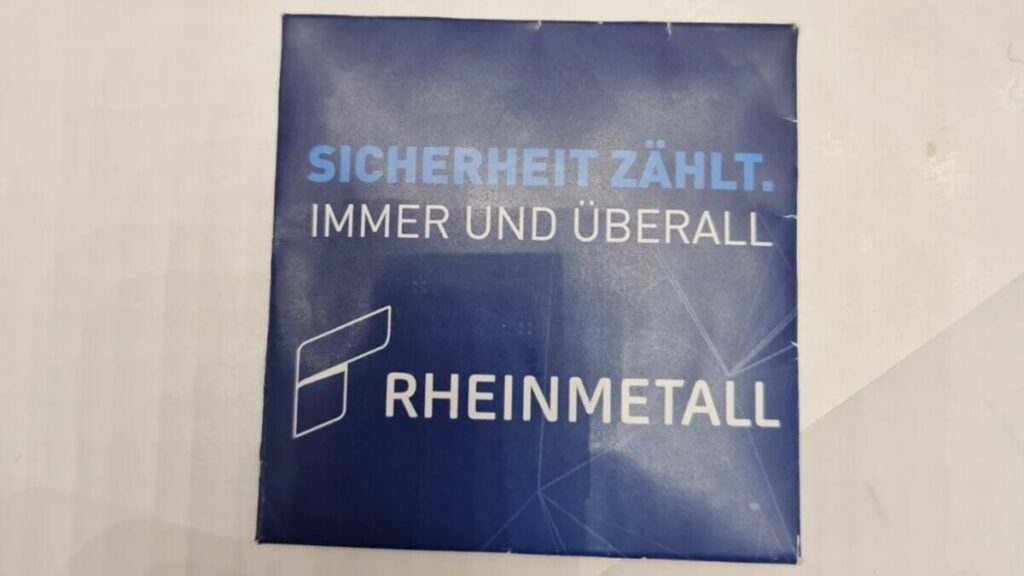 SICHERHEIT ZÄHLT.
IMMER UND ÜBERALL
RHEINMETALL